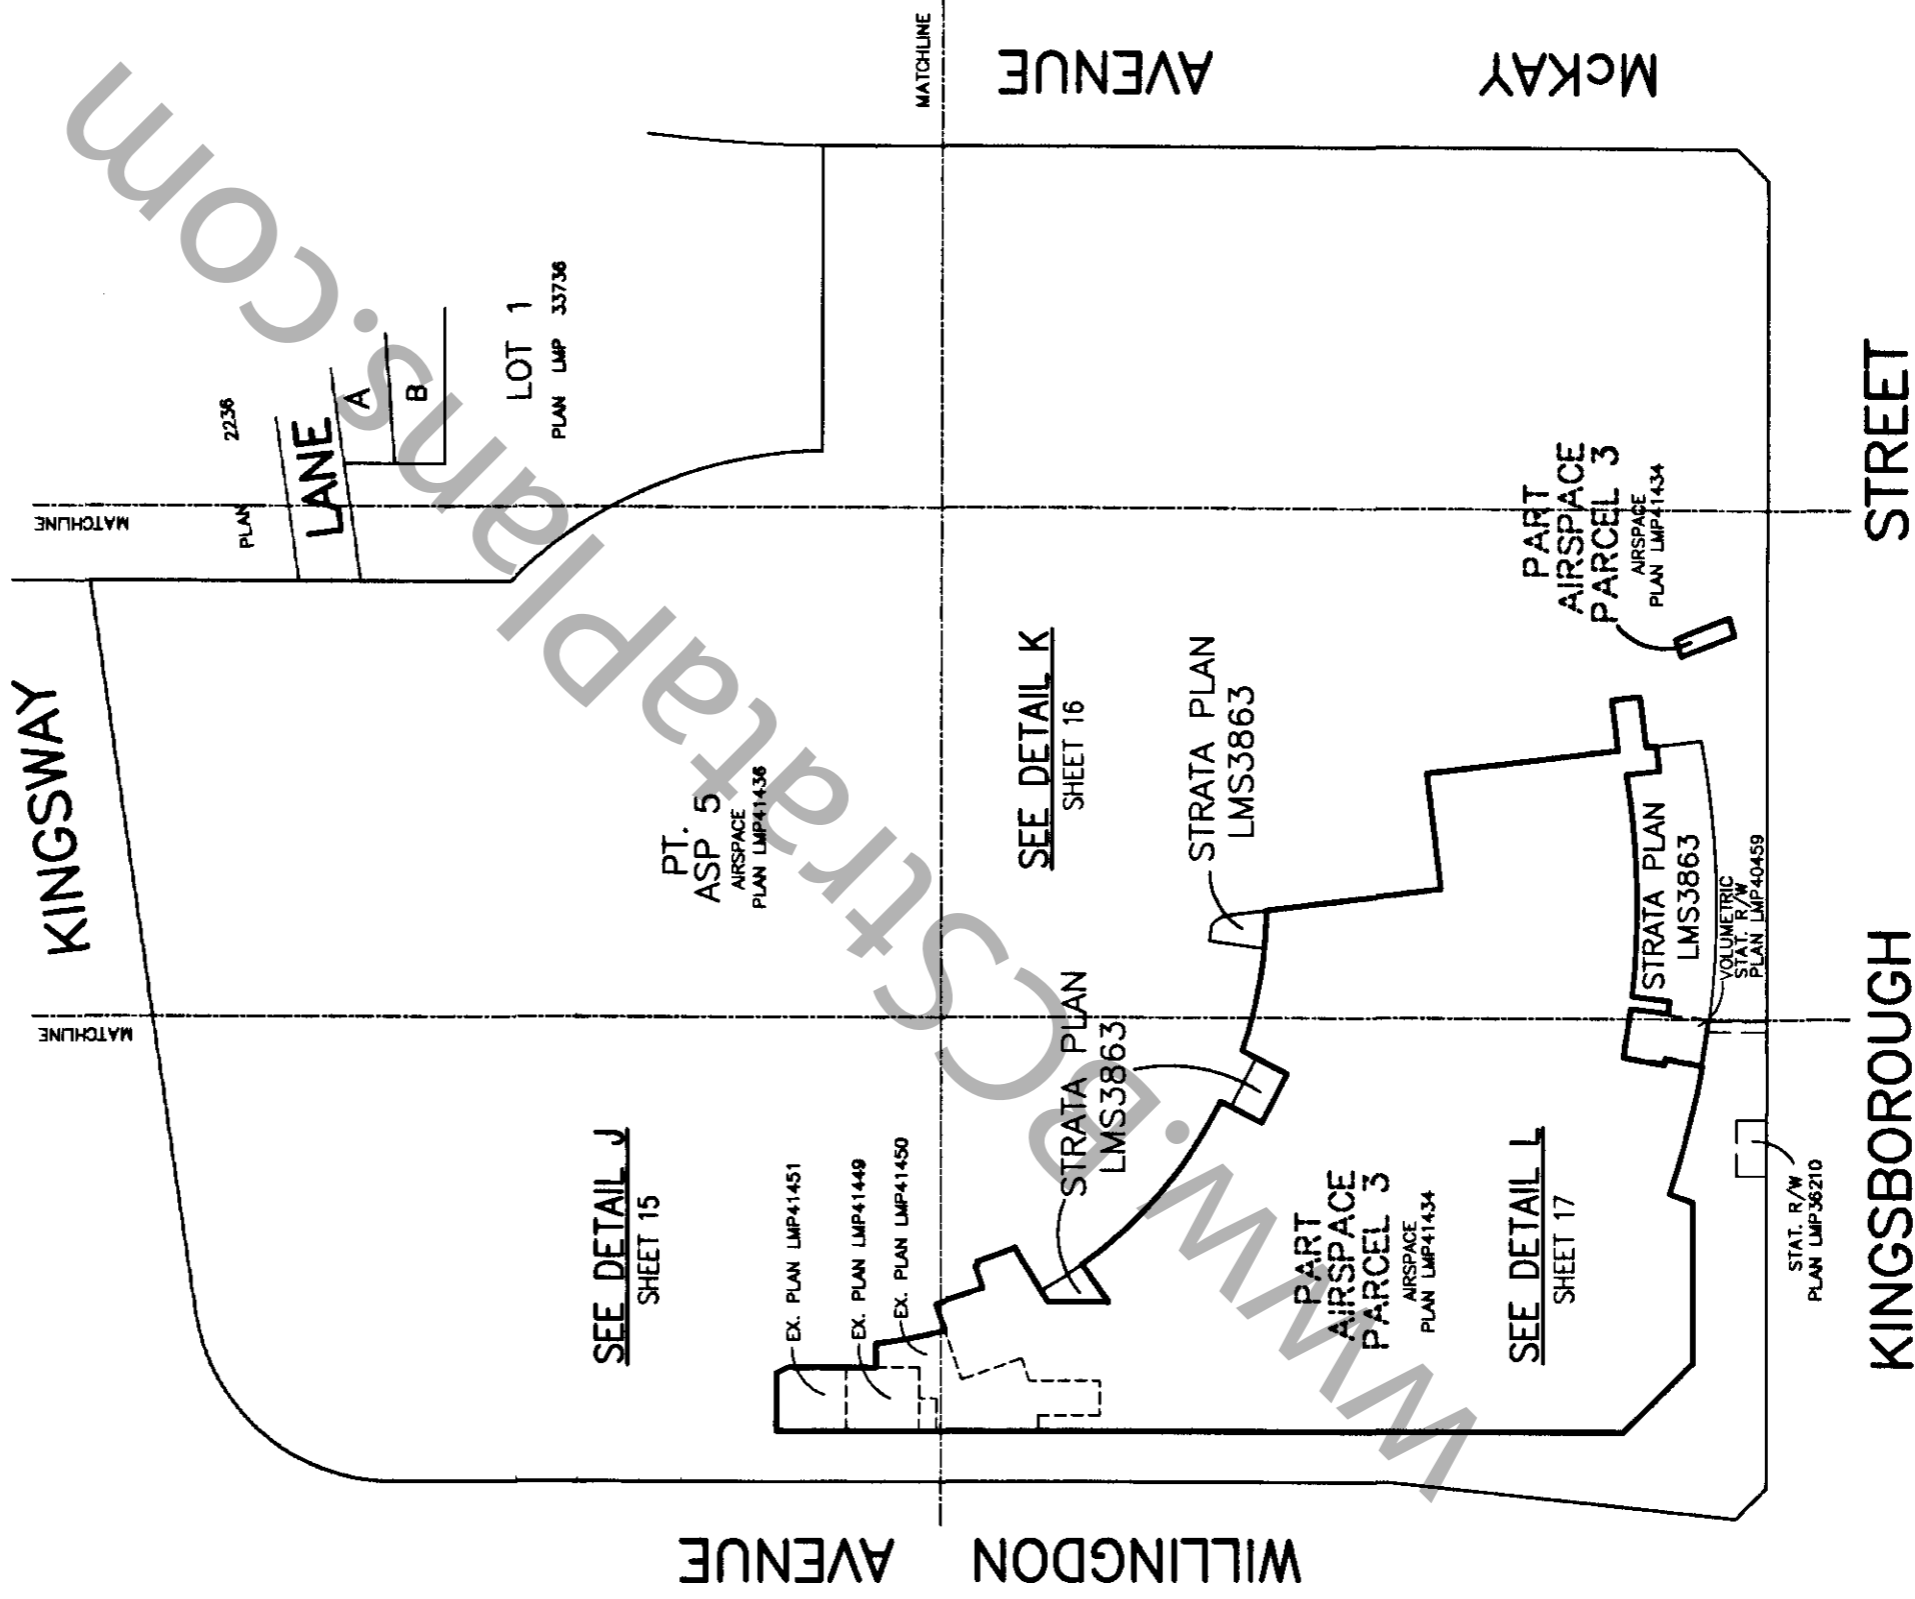 KINGSWAY
MATCHLINE
MATCHLINE
PLAN 2236
LANE
A
B
LOT 1
PLAN LMP 33736
MATCHLINE
McKAY AVENUE
PT.
ASP 5
AIRSPACE
PLAN LMP41436
SEE DETAIL J
SHEET 15
SEE DETAIL K
SHEET 16
EX. PLAN LMP41451
EX. PLAN LMP41449
EX. PLAN LMP41450
STRATA PLAN
LMS3863
STRATA PLAN
LMS3863
PART
AIRSPACE
PARCEL 3
AIRSPACE
PLAN LMP41434
SEE DETAIL L
SHEET 17
PART
AIRSPACE
PARCEL 3
AIRSPACE
PLAN LMP41434
STRATA PLAN
LMS3863
VOLUMETRIC
STAT. R/W
PLAN LMP40459
STAT. R/W
PLAN LMP36210
WILLINGDON AVENUE
KINGSBOROUGH STREET
www.BCStrataPlans.com